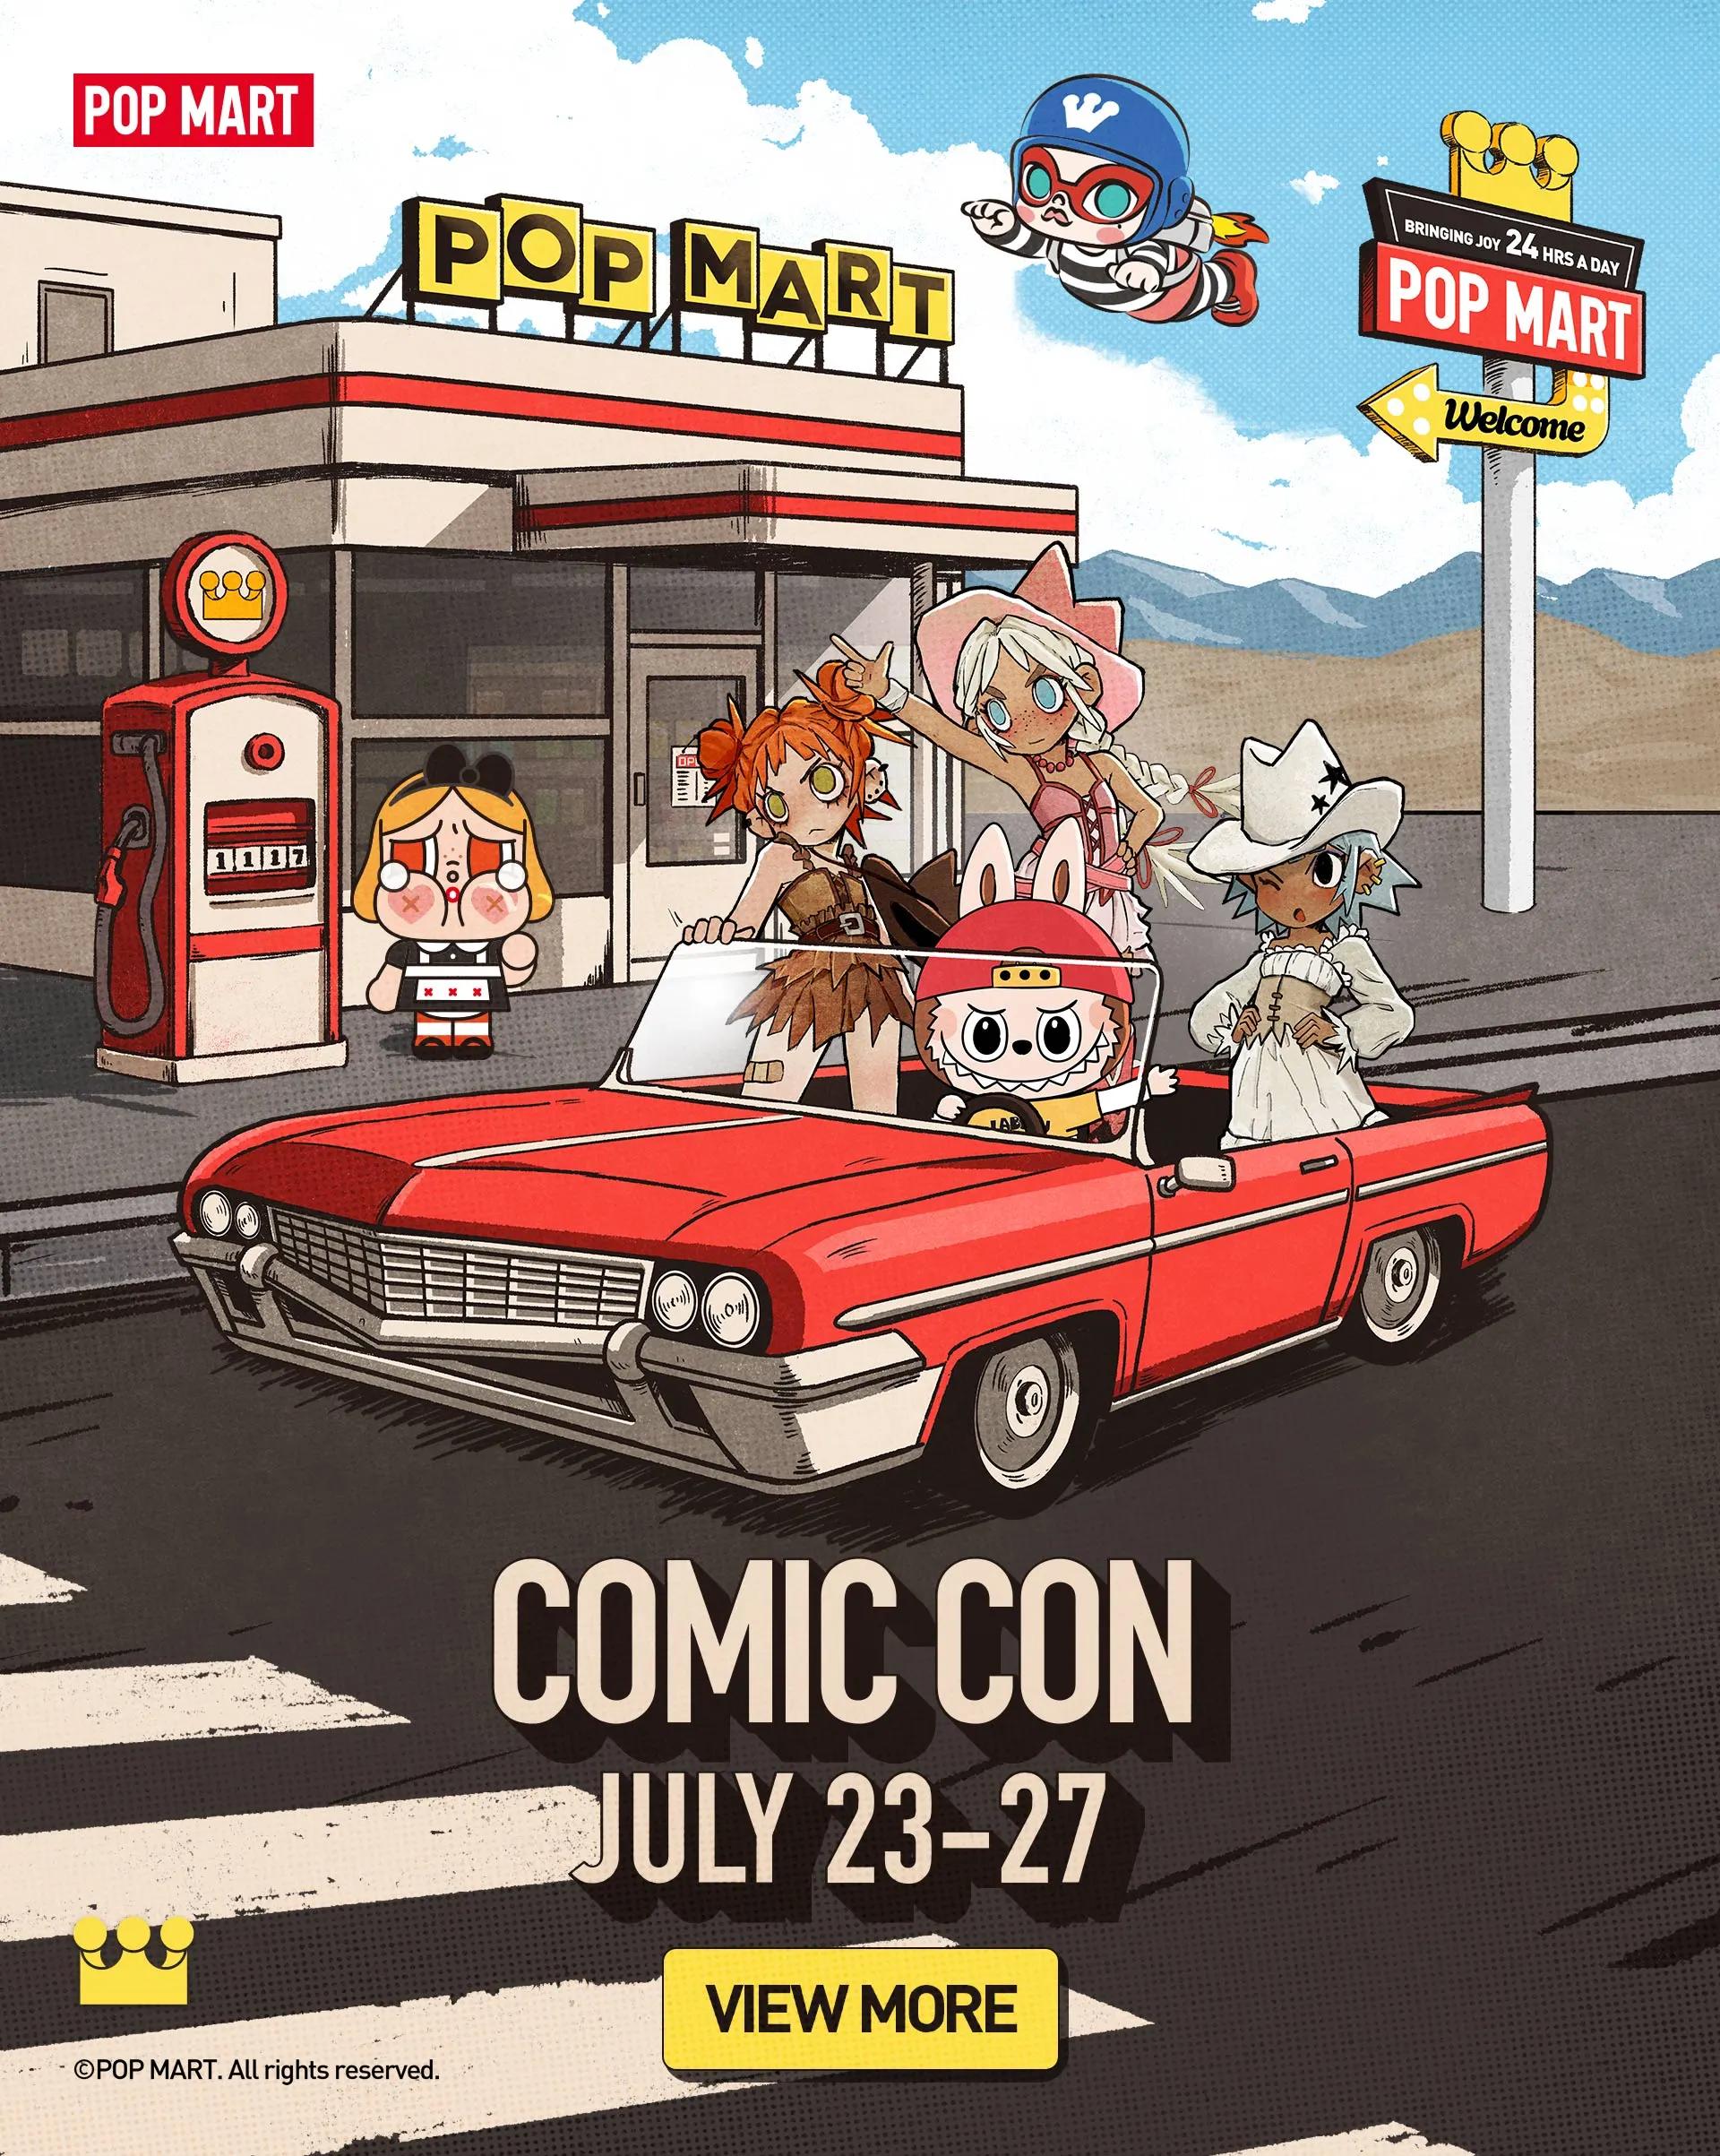 POP MART
POP MART
BRINGING JOY 24 HRS A DAY
POP MART
Welcome
1117
COMIC CON
JULY 23-27
VIEW MORE
©POP MART. All rights reserved.